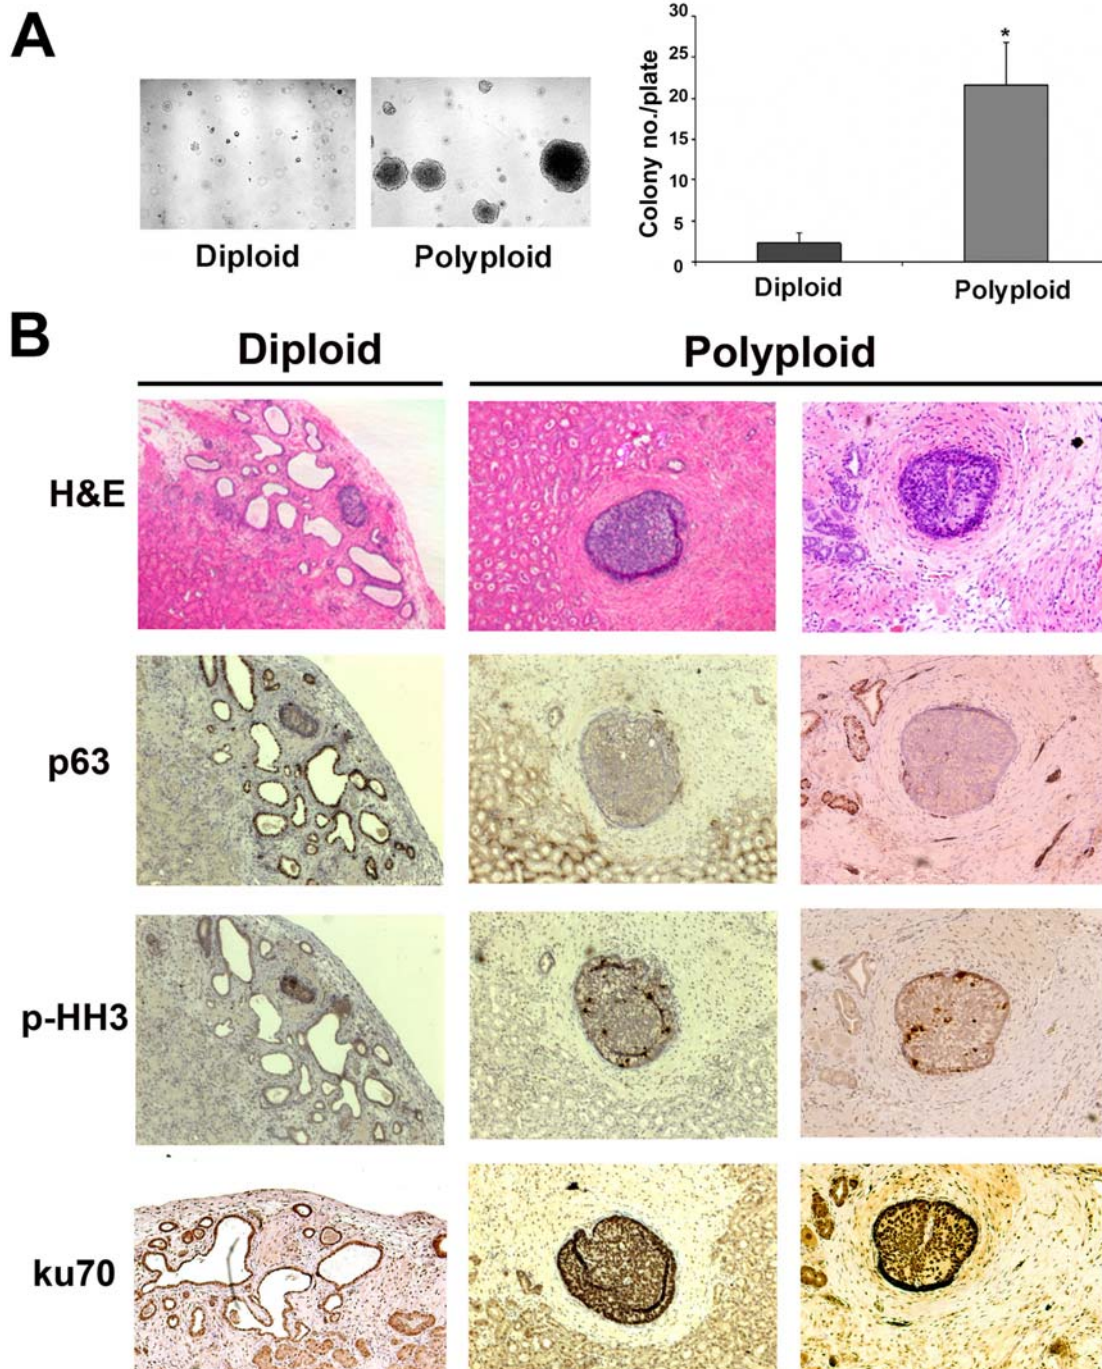 A
Diploid
Polyploid
Colony no./plate
30
25
20
15
10
5
0
*
Diploid
Polyploid
B
Diploid
Polyploid
H&E
p63
p-HH3
ku70